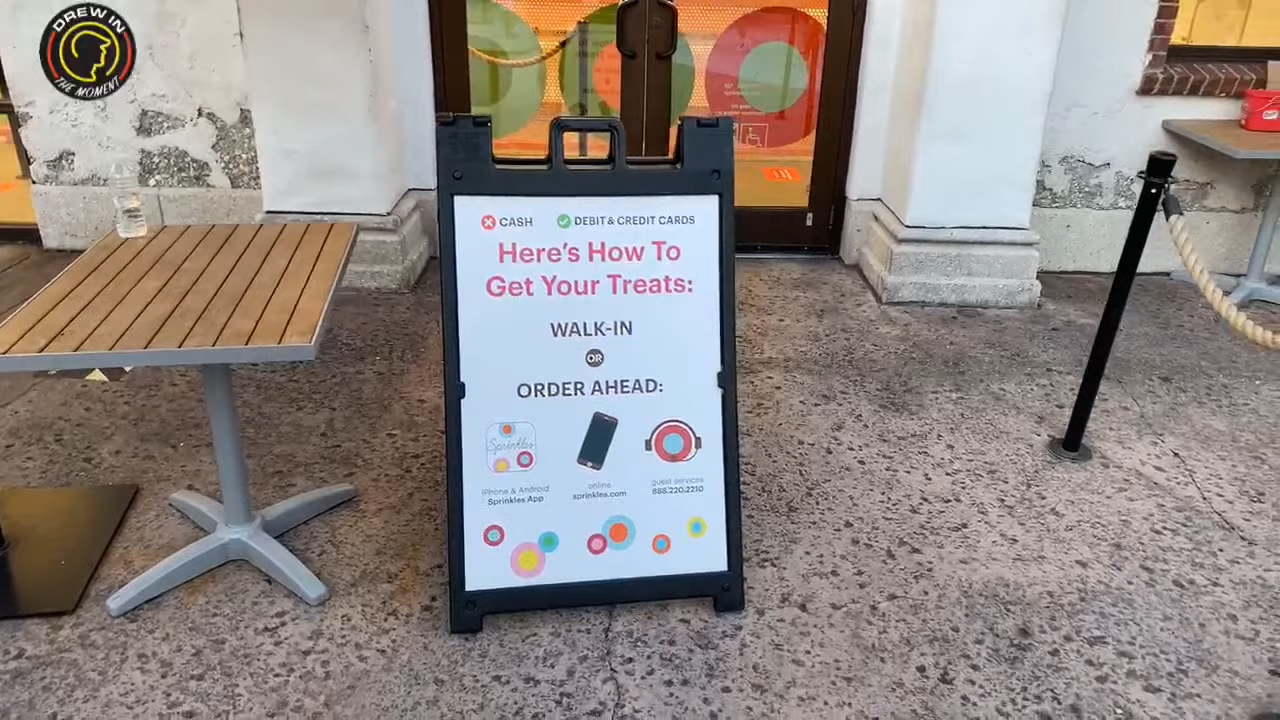 DREW IN
THE MOMENT
CASH
DEBIT & CREDIT CARDS
Here's How To
Get Your Treats:
WALK-IN
OR
ORDER AHEAD:
Sprinkles
iPhone & Android
Sprinkles App
online
sprinkles.com
guest services
888.220.2210